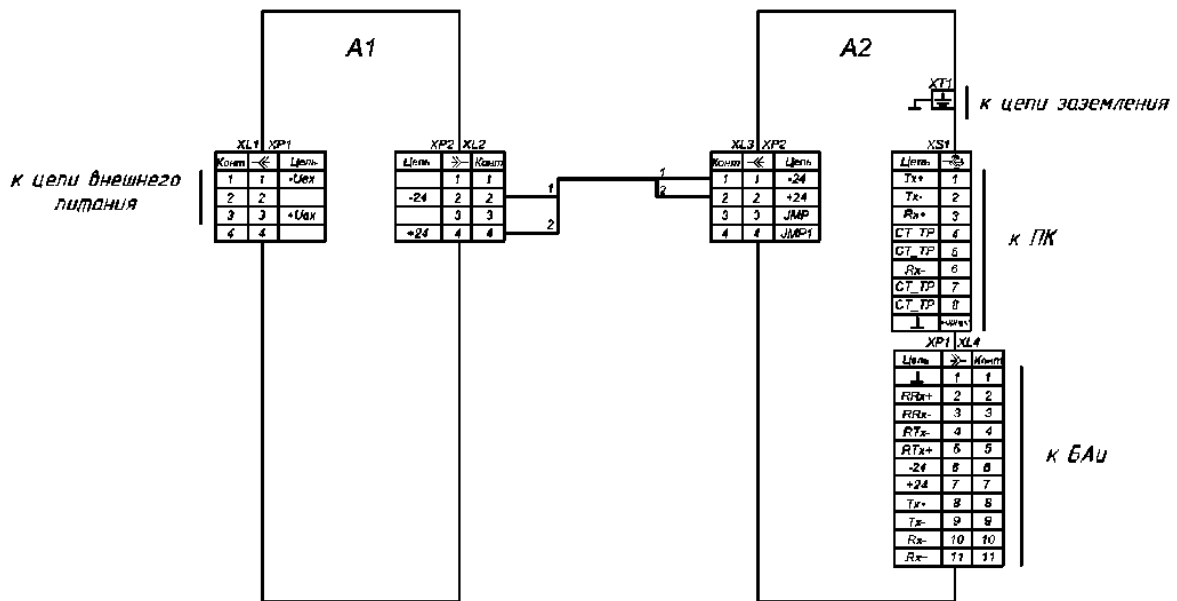 A1
A2
XT1
к цепи заземления
XL1 XP1
Конт Цепь
1 1 -Uвх
2 2
3 3 +Uвх
4 4
к цепи внешнего
питания
XP2 XL2
Цепь Конт
1 1
-24 2 2
3 3
+24 4 4
1
2
1
2
XL3 XP2
Конт Цепь
1 1 -24
2 2 +24
3 3 JMP
4 4 JMP1
XS1
Цепь
Tx+ 1
Tx- 2
Rx+ 3
CT_TP 4
CT_TP 5
Rx- 6
CT_TP 7
CT_TP 8
к ПК
XP1 XL4
Цепь Конт
1 1
RRx+ 2 2
RRx- 3 3
RTx- 4 4
RTx+ 5 5
-24 6 6
+24 7 7
Tx+ 8 8
Tx- 9 9
Rx- 10 10
Rx- 11 11
к БАи